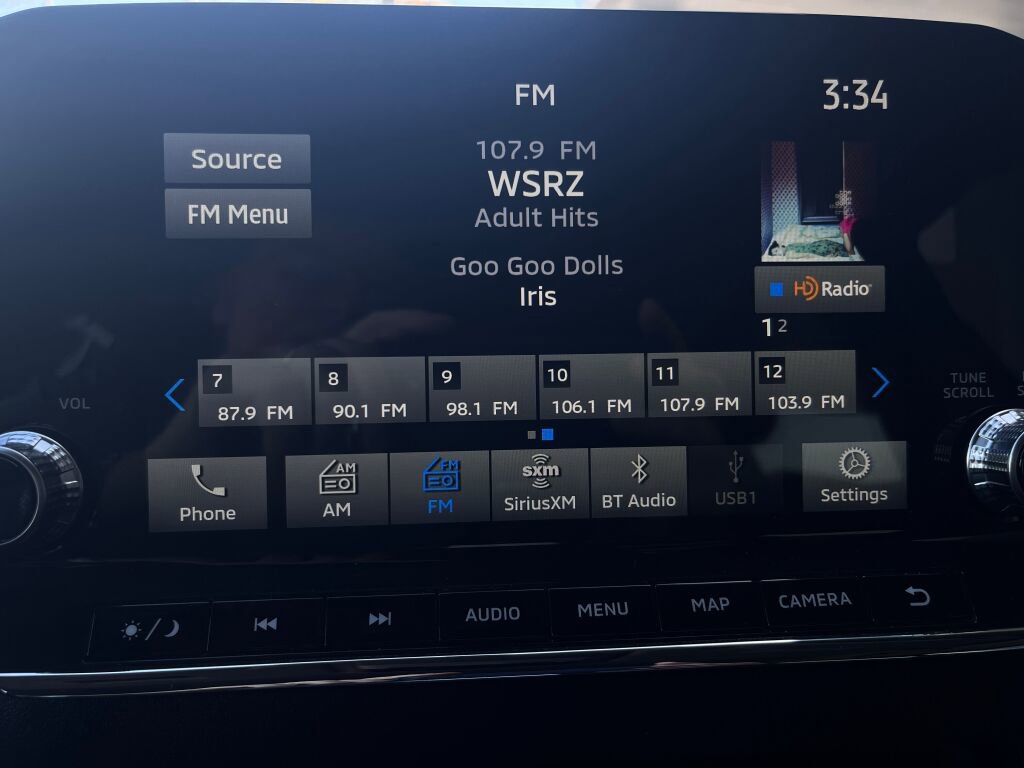 FM
3:34
Source
107.9 FM
WSRZ
FM Menu
Adult Hits
Goo Goo Dolls
Iris
HD Radio
1 2
7
8
9
10
11
12
87.9 FM
90.1 FM
98.1 FM
106.1 FM
107.9 FM
103.9 FM
VOL
TUNE
SCROLL
AM
FM
sxm
Phone
AM
FM
SiriusXM
BT Audio
USB1
Settings
AUDIO
MENU
MAP
CAMERA